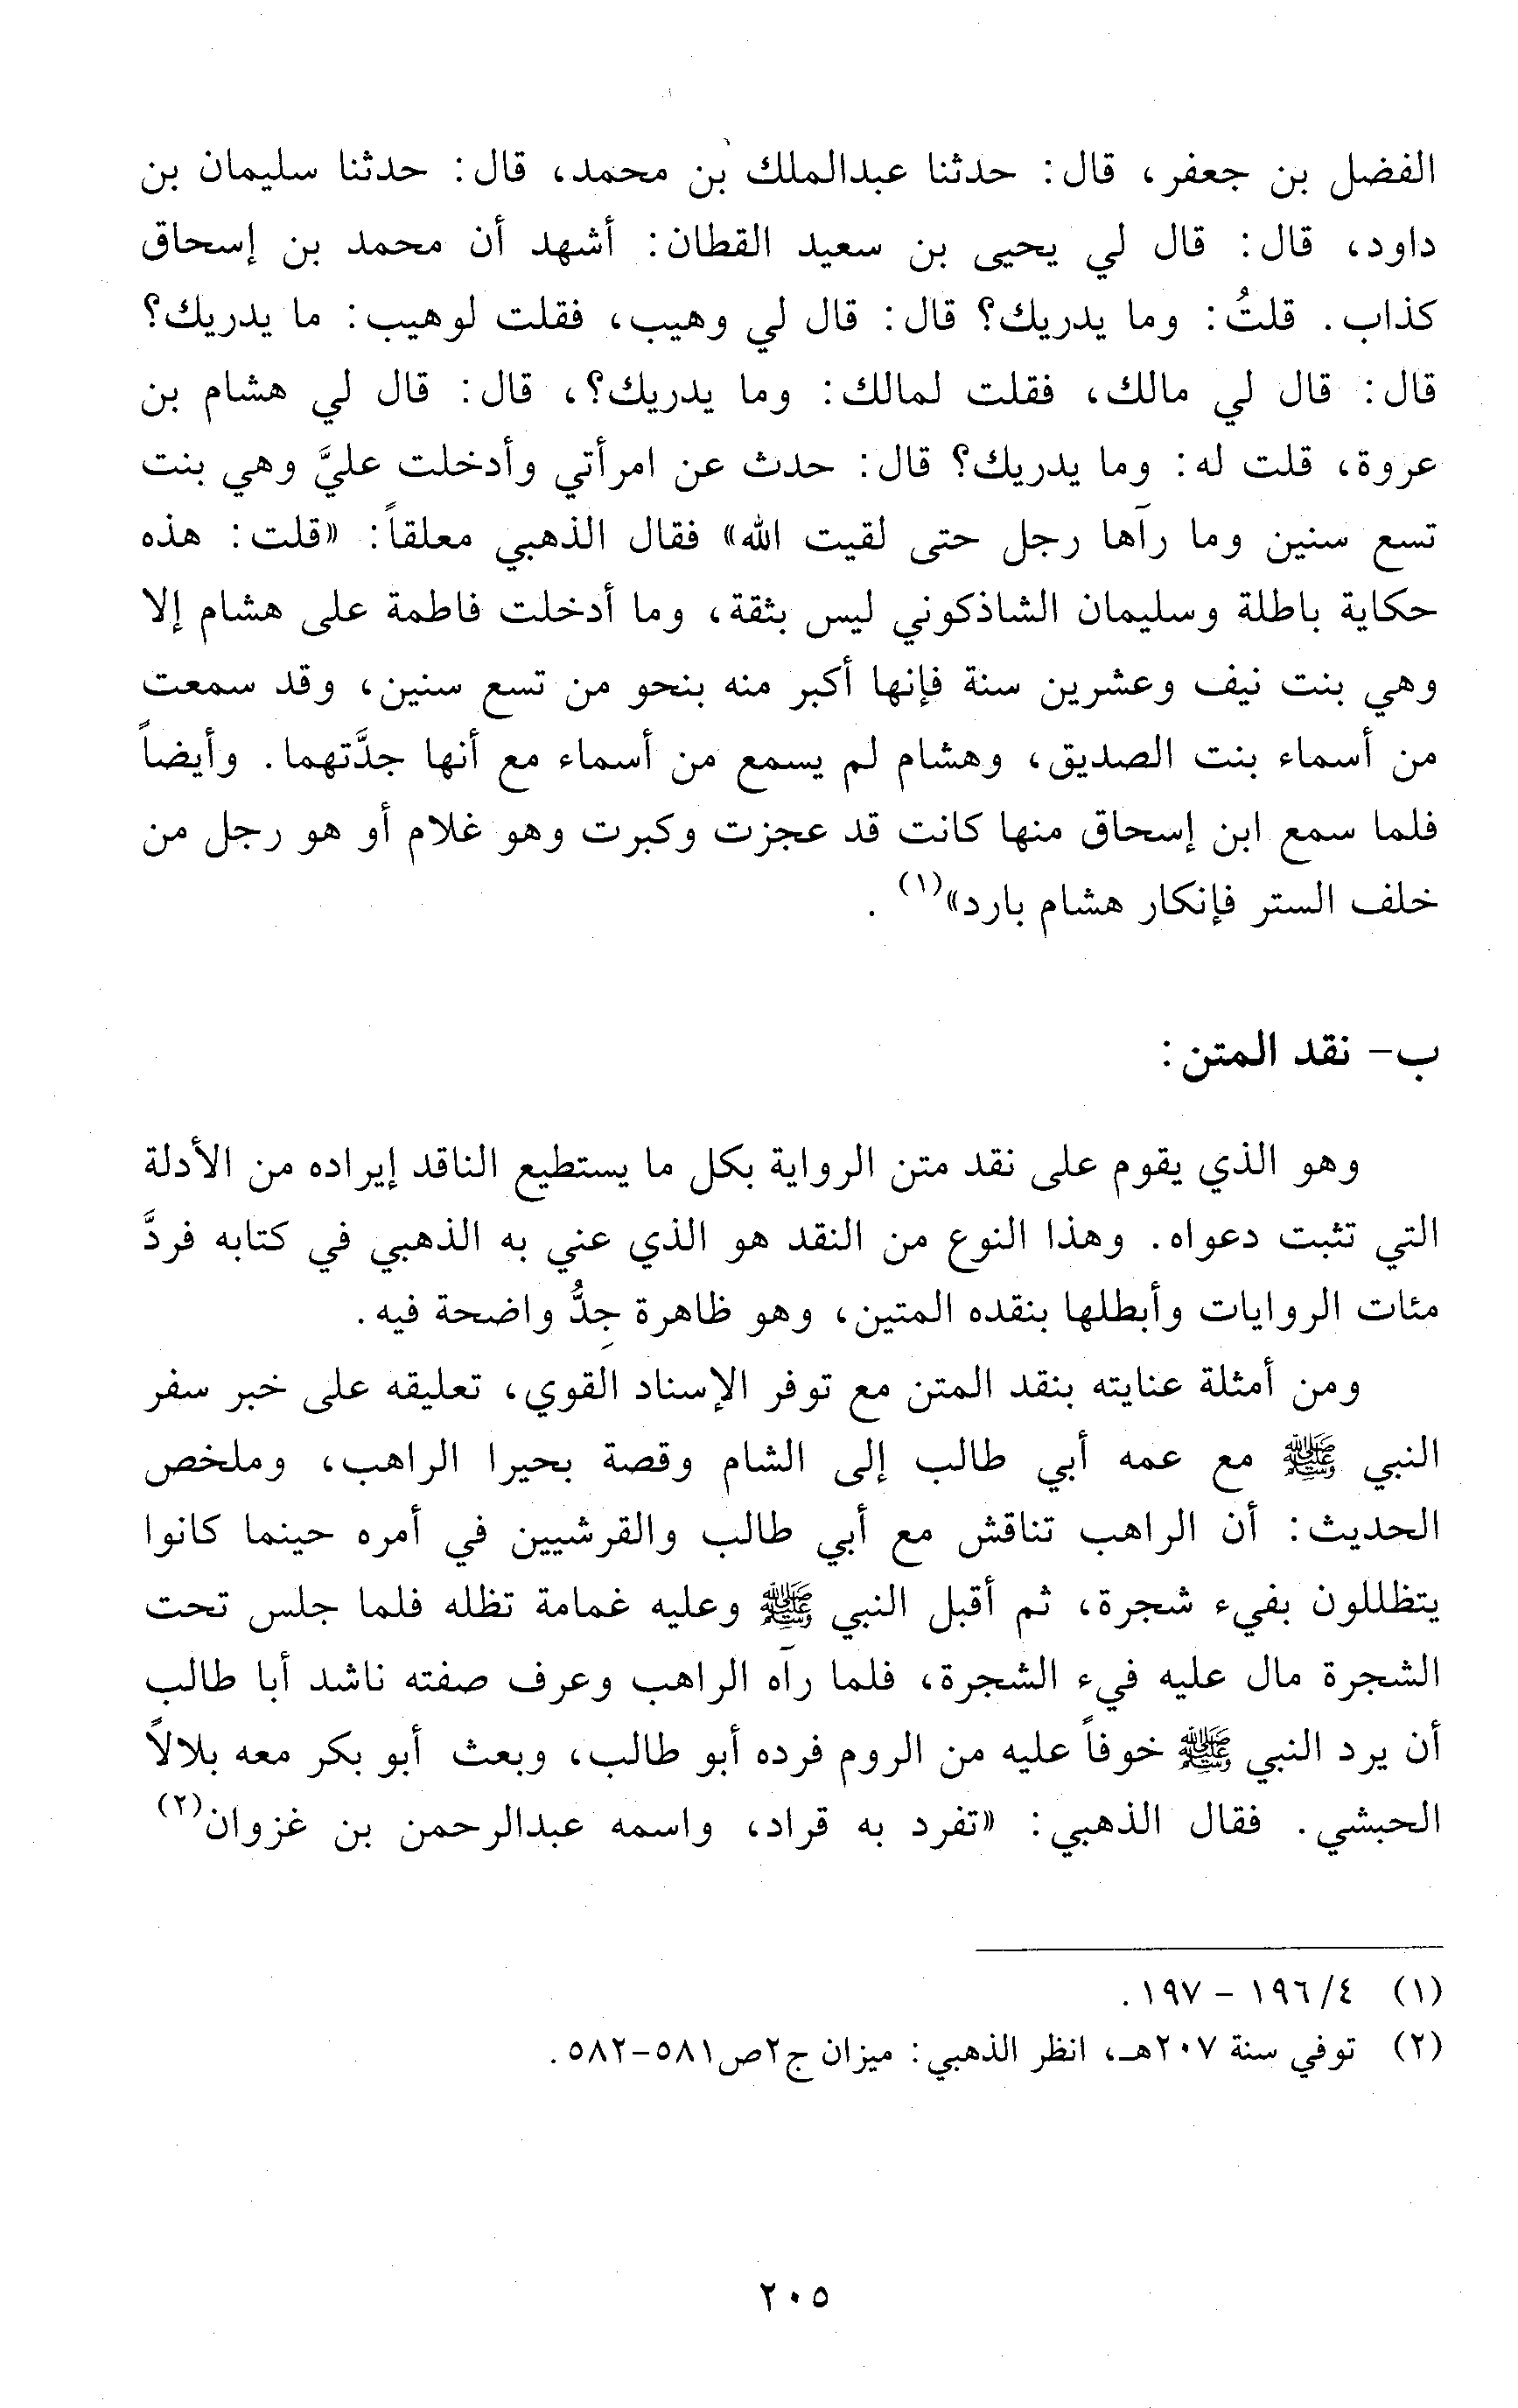 الفضل بن جعفر، قال: حدثنا عبدالملك بن محمد، قال: حدثنا سليمان بن
داود، قال: قال لي يحيى بن سعيد القطان: أشهد أن محمد بن إسحاق
كذاب. قلتُ: وما يدريك؟ قال: قال لي وهيب، فقلت لوهيب: ما يدريك؟
قال: قال لي مالك، فقلت لمالك: وما يدريك؟، قال: قال لي هشام بن
عروة، قلت له: وما يدريك؟ قال: حدث عن امرأتي وأدخلت عليَّ وهي بنت
تسع سنين وما رآها رجل حتى لقيت الله» فقال الذهبي معلقاً: «قلت: هذه
حكاية باطلة وسليمان الشاذكوني ليس بثقة، وما أدخلت فاطمة على هشام إلا
وهي بنت نيف وعشرين سنة فإنها أكبر منه بنحو من تسع سنين، وقد سمعت
من أسماء بنت الصديق، وهشام لم يسمع من أسماء مع أنها جدَّتهما. وأيضاً
فلما سمع ابن إسحاق منها كانت قد عجزت وكبرت وهو غلام أو هو رجل من
خلف الستر فإنكار هشام بارد»(١) .
ب- نقد المتن:
وهو الذي يقوم على نقد متن الرواية بكل ما يستطيع الناقد إيراده من الأدلة
التي تثبت دعواه. وهذا النوع من النقد هو الذي عني به الذهبي في كتابه فردَّ
مئات الروايات وأبطلها بنقده المتين، وهو ظاهرة جِدُّ واضحة فيه.
ومن أمثلة عنايته بنقد المتن مع توفر الإسناد القوي، تعليقه على خبر سفر
النبي ﷺ مع عمه أبي طالب إلى الشام وقصة بحيرا الراهب، وملخص
الحديث: أن الراهب تناقش مع أبي طالب والقرشيين في أمره حينما كانوا
يتظللون بفيء شجرة، ثم أقبل النبي ﷺ وعليه غمامة تظله فلما جلس تحت
الشجرة مال عليه فيء الشجرة، فلما رآه الراهب وعرف صفته ناشد أبا طالب
أن يرد النبي ﷺ خوفاً عليه من الروم فرده أبو طالب، وبعث أبو بكر معه بلالاً
الحبشي. فقال الذهبي: «تفرد به قراد، واسمه عبدالرحمن بن غزوان(٢)
(١) ٤/١٩٦ - ١٩٧.
(٢) توفي سنة ٢٠٧هـ، انظر الذهبي: ميزان ج٢ص٥٨١-٥٨٢.
٢٠٥